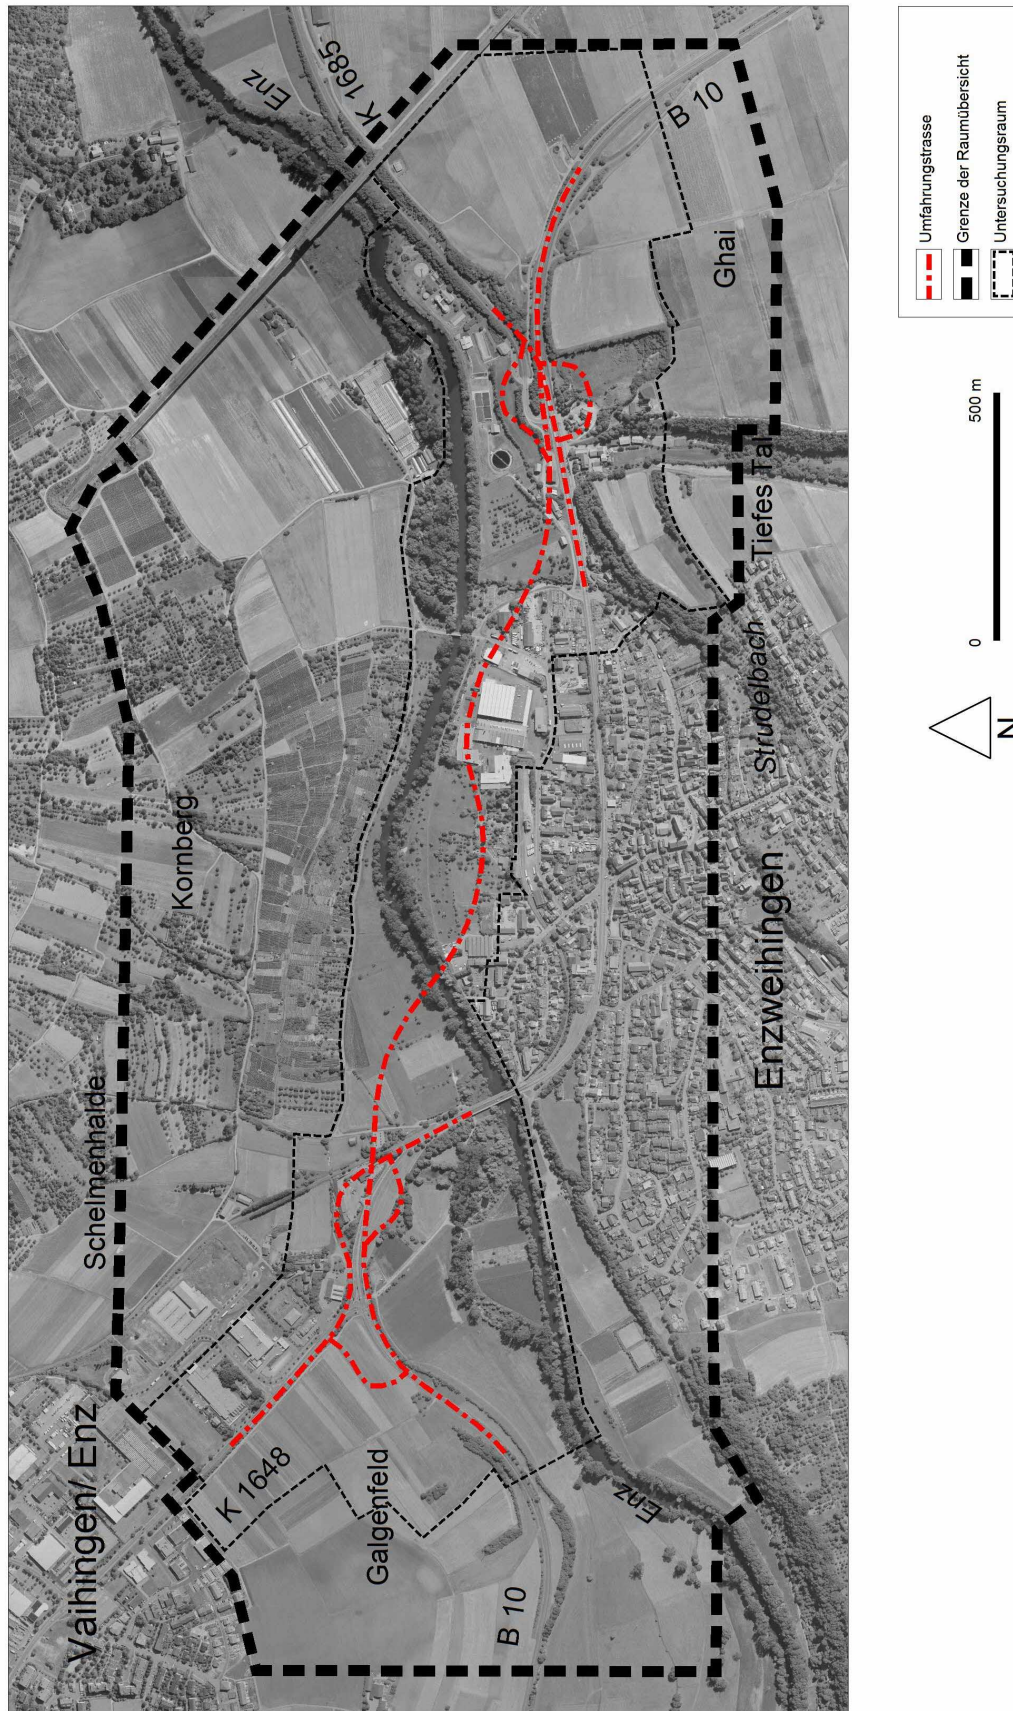 Vaihingen/ Enz
Schelmenhalde
Kornberg
K 1685
Enz
B 10
Ghai
Tiefes Tal
Strudelbach
Enzweihingen
K 1648
Galgenfeld
B 10
Enz
Umfahrungstrasse
Grenze der Raumübersicht
Untersuchungsraum
0
500 m
N